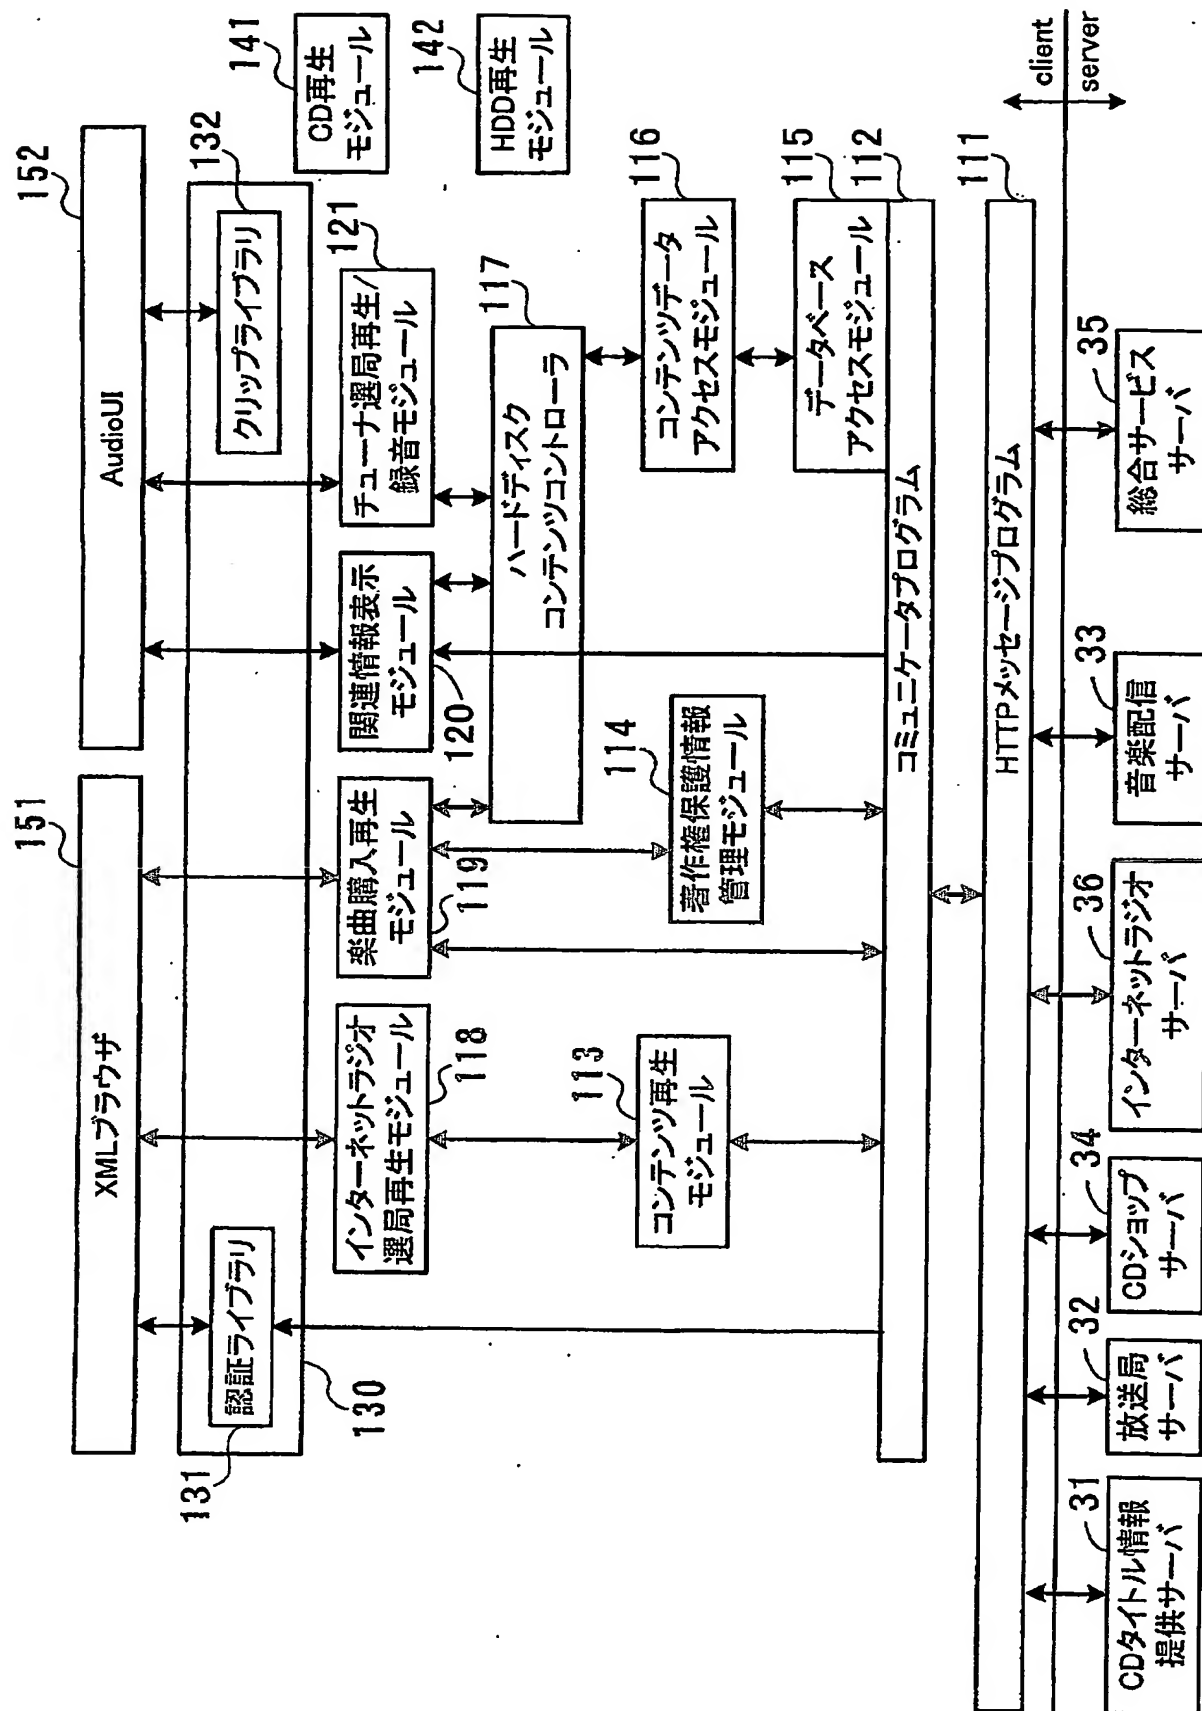 151
XMLブラウザ
152
AudioUI
131
認証ライブラリ
130
クリップライブラリ
132
141
CD再生
モジュール
インターネットラジオ
選局再生モジュール
118
楽曲購入再生
モジュール
119
関連情報表示
モジュール
120
チューナ選局再生/
録音モジュール
121
142
HDD再生
モジュール
ハードディスク
コンテンツコントローラ
117
コンテンツ再生
モジュール
113
著作権保護情報
管理モジュール
114
コンテンツデータ
アクセスモジュール
116
データベース
アクセスモジュール
115
コミュニケータプログラム
112
HTTPメッセージプログラム
111
client
server
CDタイトル情報
提供サーバ
31
放送局
サーバ
32
CDショップ
サーバ
34
インターネットラジオ
サーバ
36
音楽配信
サーバ
33
総合サービス
サーバ
35